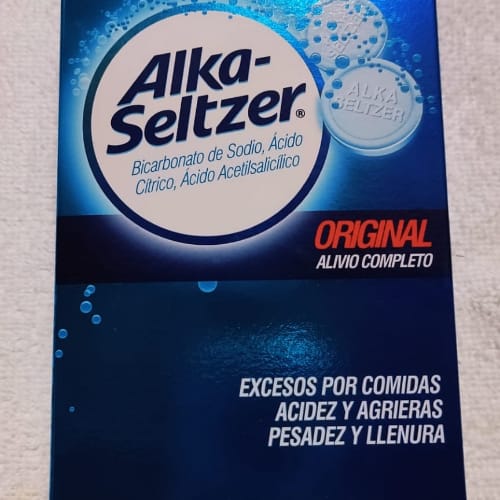 Alka-
Seltzer®
Bicarbonato de Sodio, Ácido
Cítrico, Ácido Acetilsalicílico
ALKA
SELTZER
ORIGINAL
ALIVIO COMPLETO
EXCESOS POR COMIDAS
ACIDEZ Y AGRIERAS
PESADEZ Y LLENURA